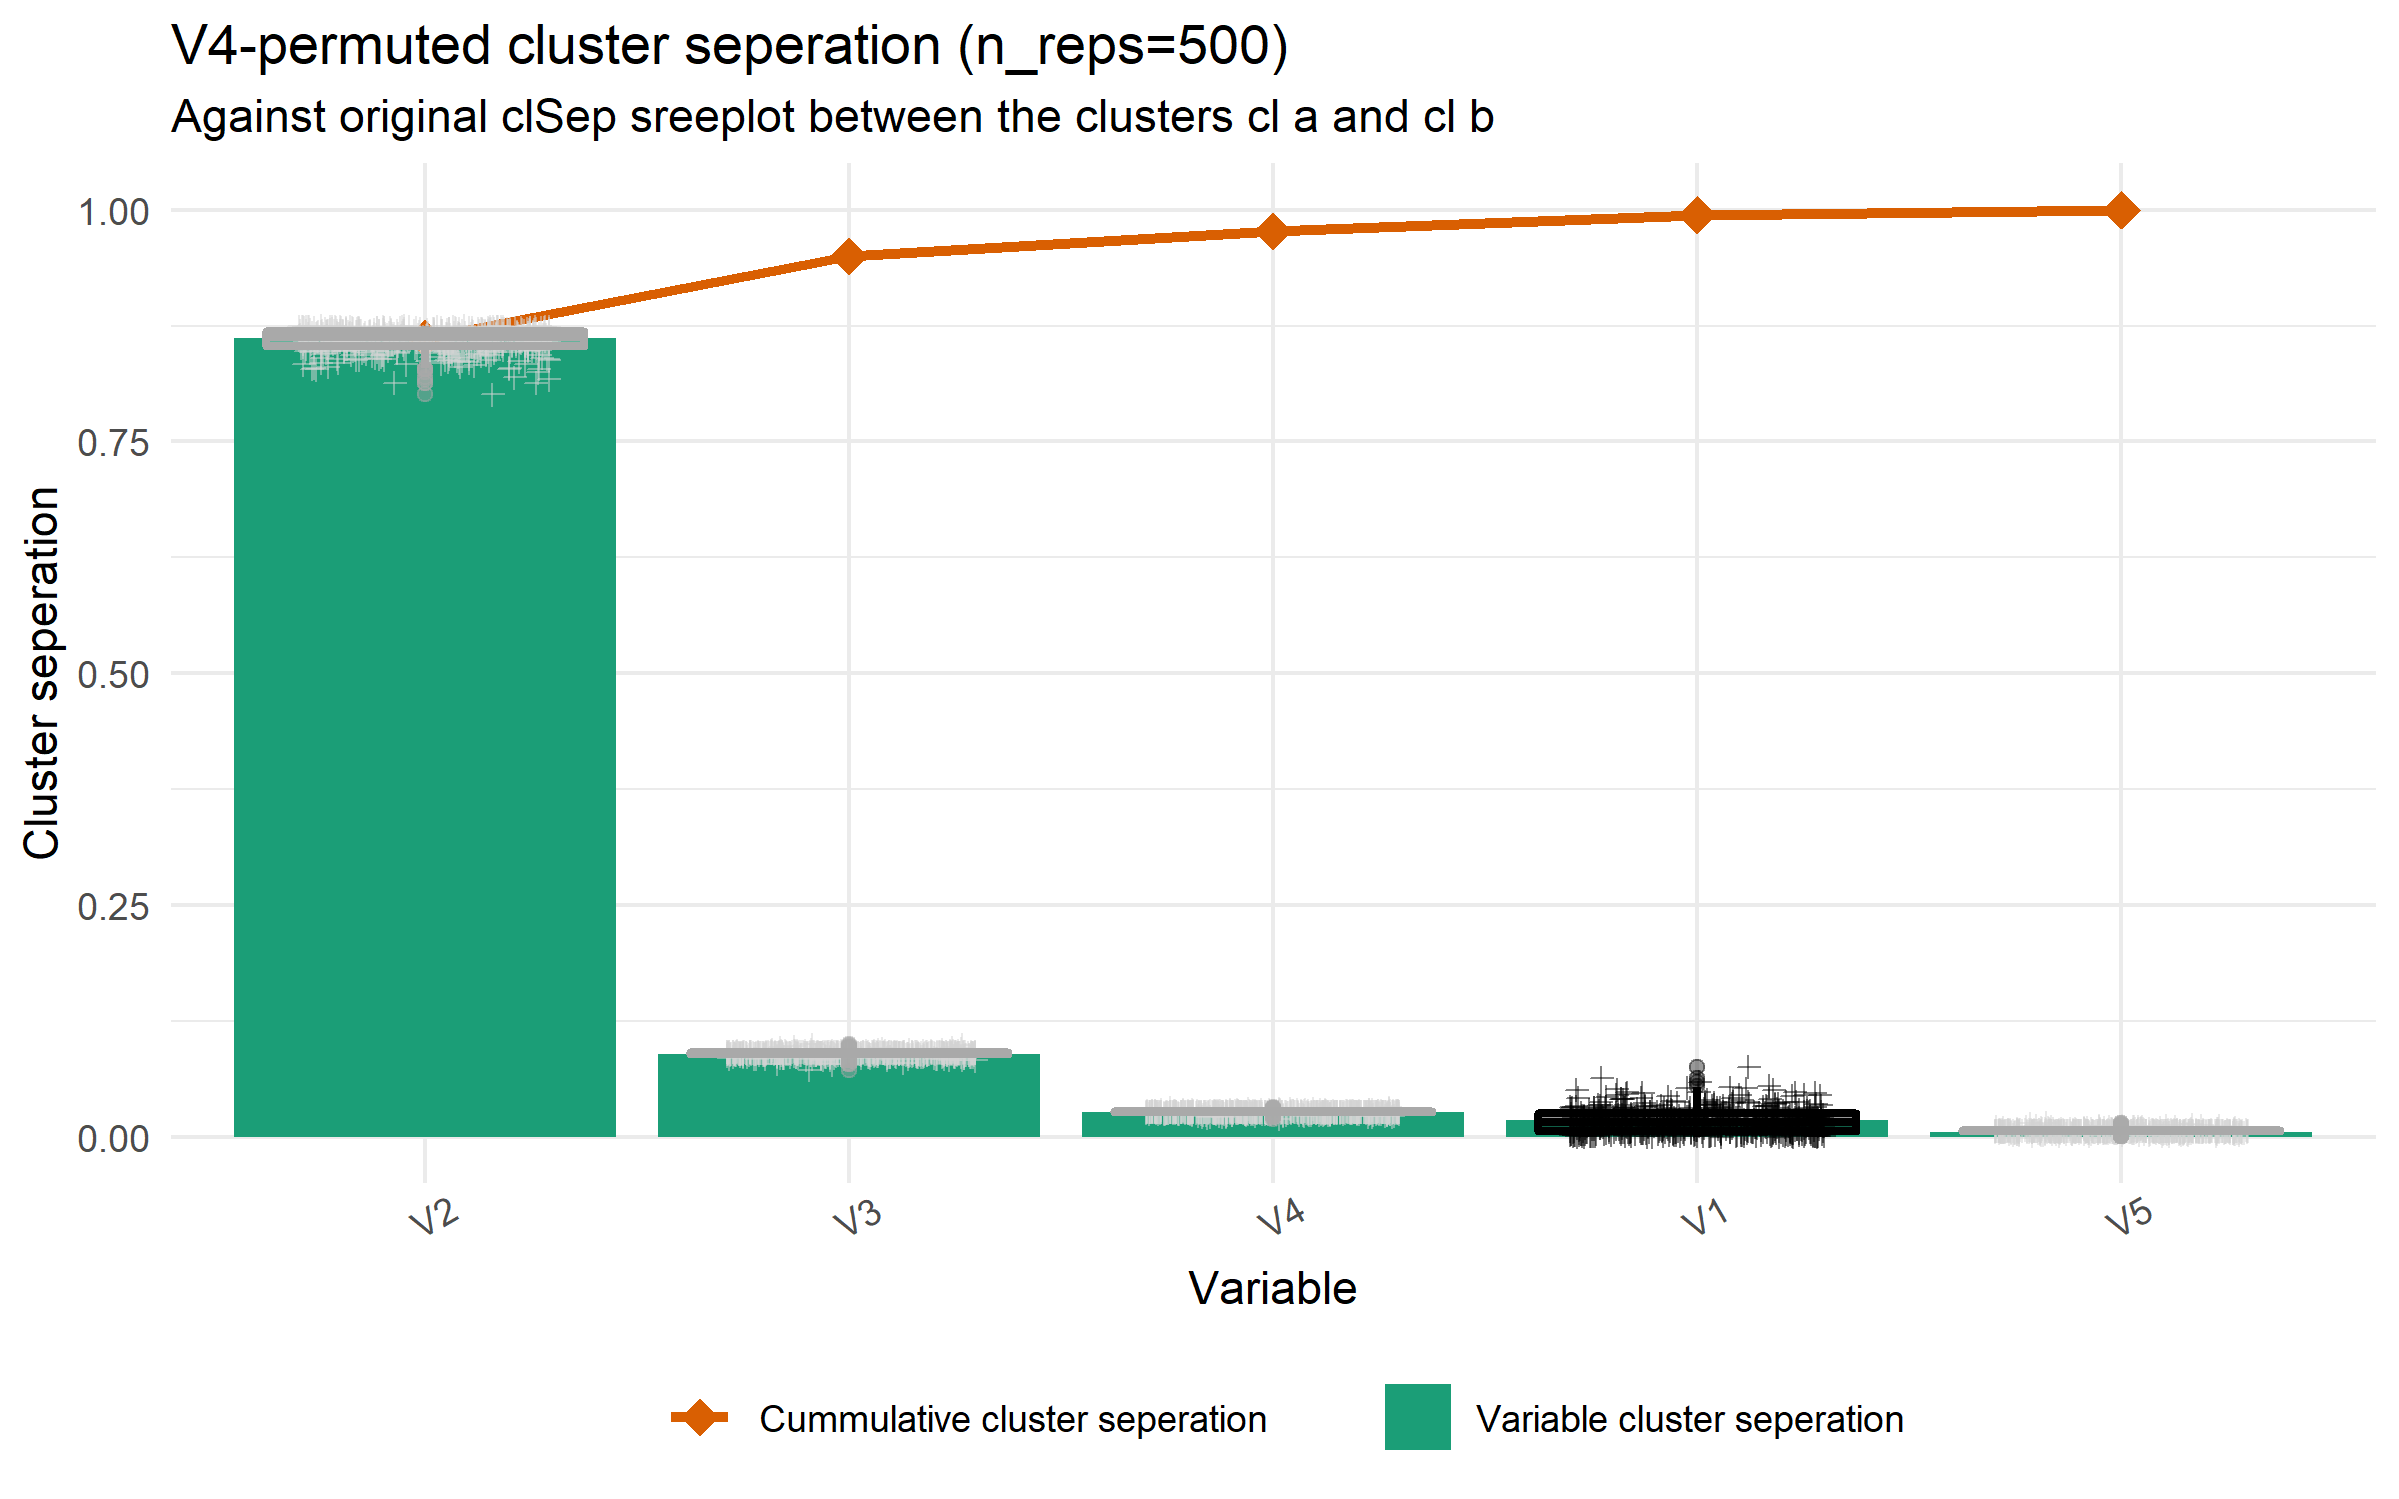 V4-permuted cluster seperation (n_reps=500)
Against original clSep sreeplot between the clusters cl a and cl b
Cluster seperation
1.00
0.75
0.50
0.25
0.00
V2
V3
V4
V1
V5
Variable
Cummulative cluster seperation
Variable cluster seperation